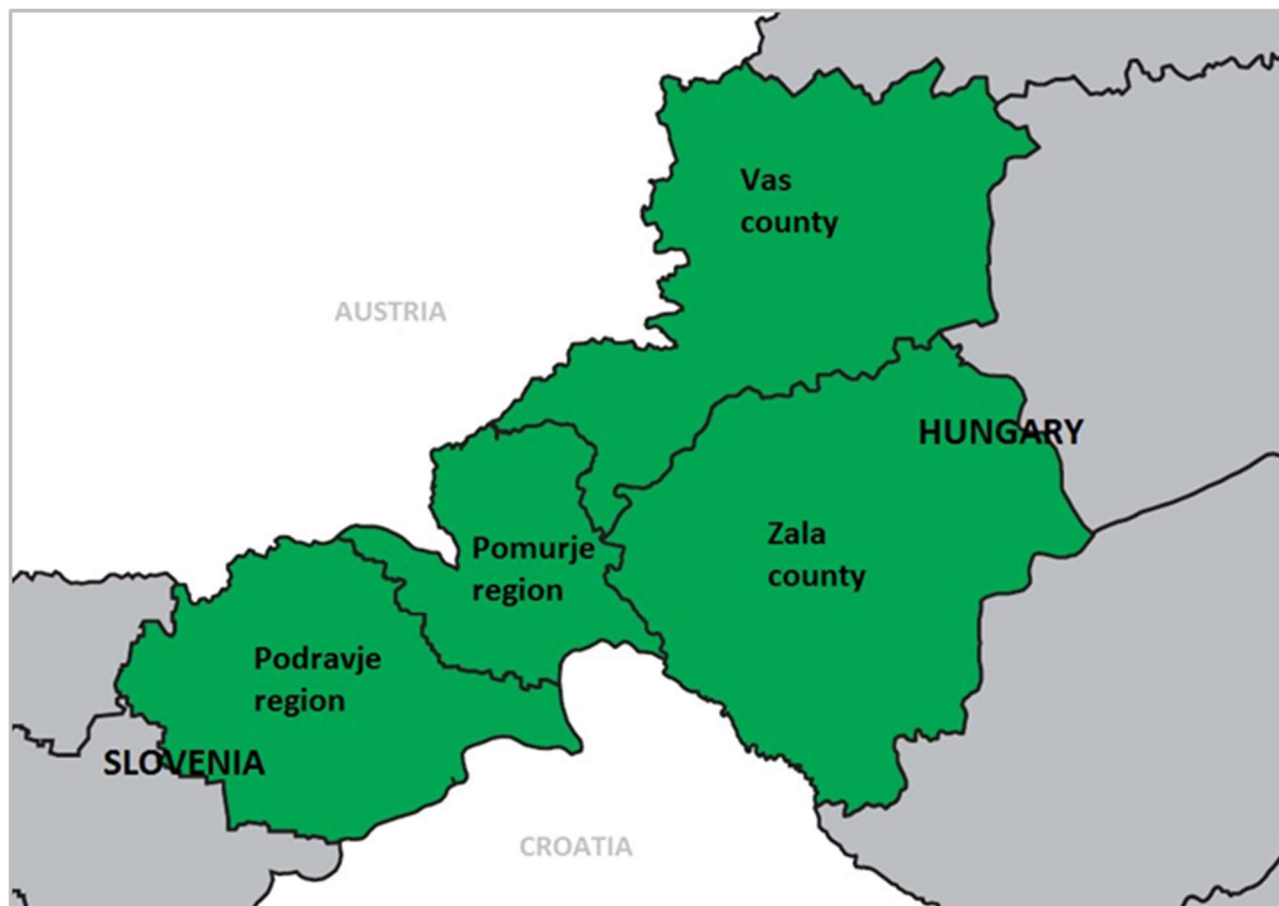 Vas
county
AUSTRIA
HUNGARY
Zala
county
Pomurje
region
Podravje
region
SLOVENIA
CROATIA